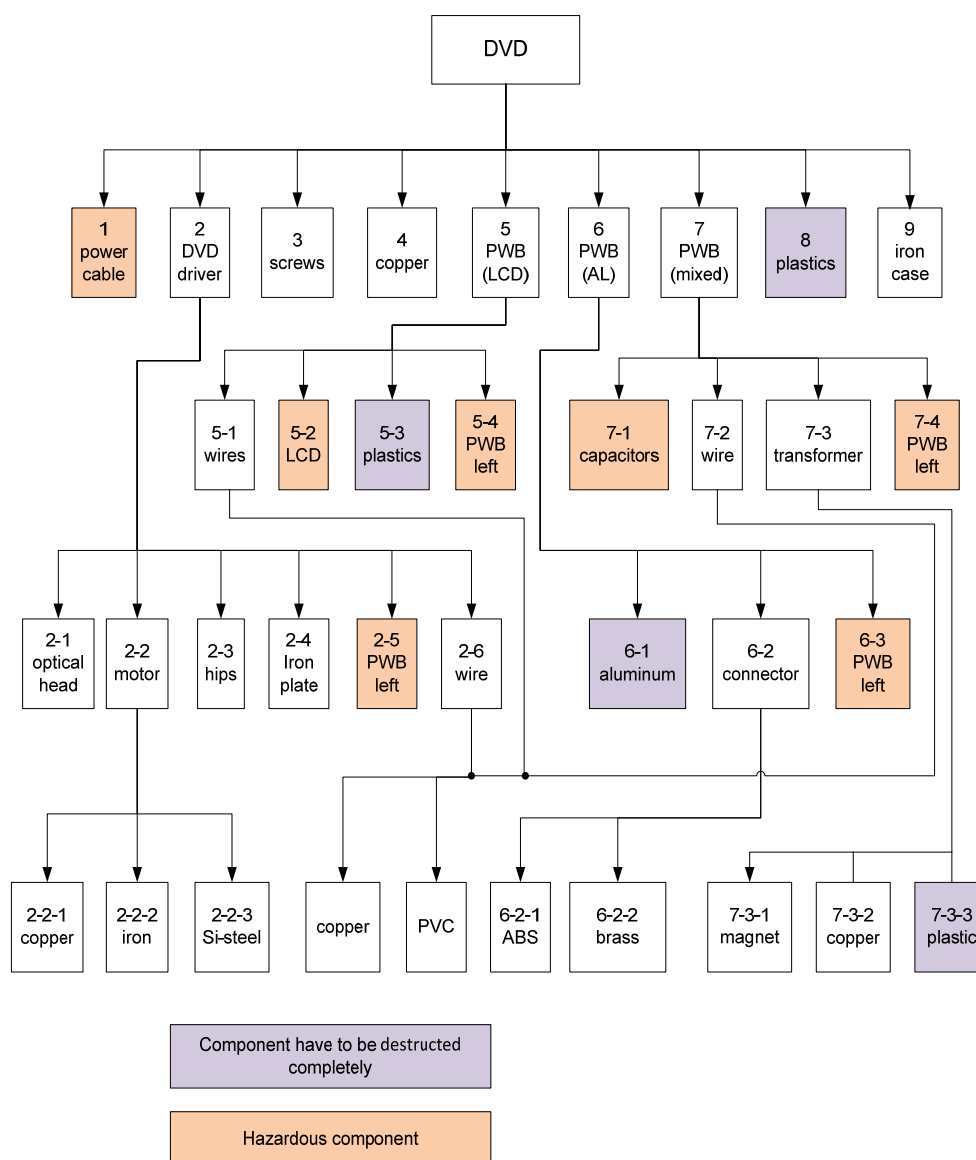 DVD
1
power
cable
2
DVD
driver
3
screws
4
copper
5
PWB
(LCD)
6
PWB
(AL)
7
PWB
(mixed)
8
plastics
9
iron
case
5-1
wires
5-2
LCD
5-3
plastics
5-4
PWB
left
7-1
capacitors
7-2
wire
7-3
transformer
7-4
PWB
left
2-1
optical
head
2-2
motor
2-3
hips
2-4
Iron
plate
2-5
PWB
left
2-6
wire
6-1
aluminum
6-2
connector
6-3
PWB
left
2-2-1
copper
2-2-2
iron
2-2-3
Si-steel
copper
PVC
6-2-1
ABS
6-2-2
brass
7-3-1
magnet
7-3-2
copper
7-3-3
plastic
Component have to be destructed
completely
Hazardous component